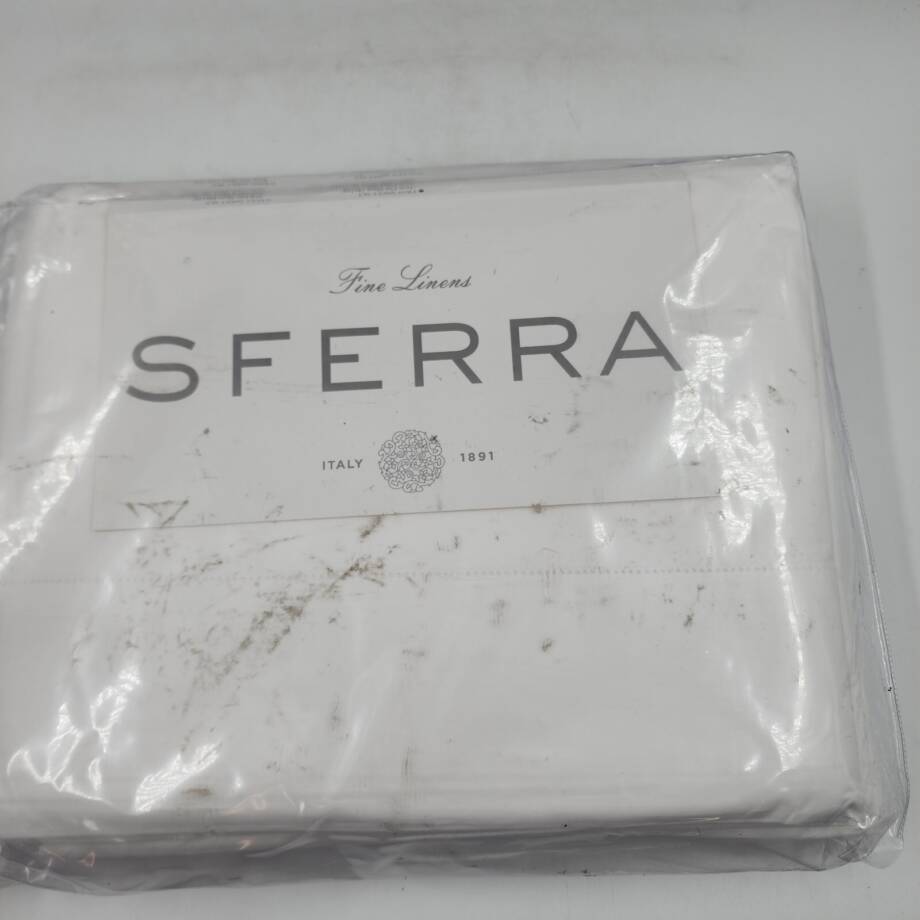 Fine Linens
SFERRA
ITALY 1891